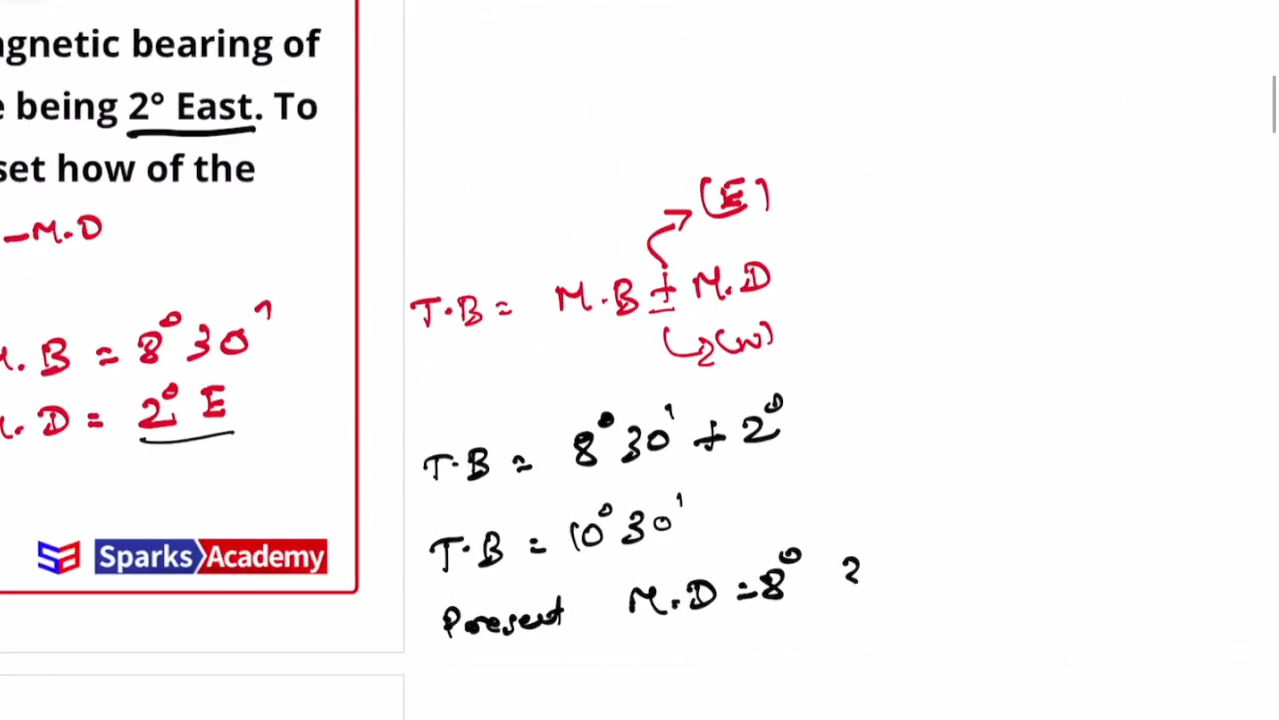 gnetic bearing of
being 2° East. To
set how of the
-M.D
(E)
T.B = M.B ± M.D
(W)
. B = 8° 30'
. D = 2° E
T.B = 8° 30' + 2°
T.B = 10° 30'
Present M.D = 8°
Sparks Academy